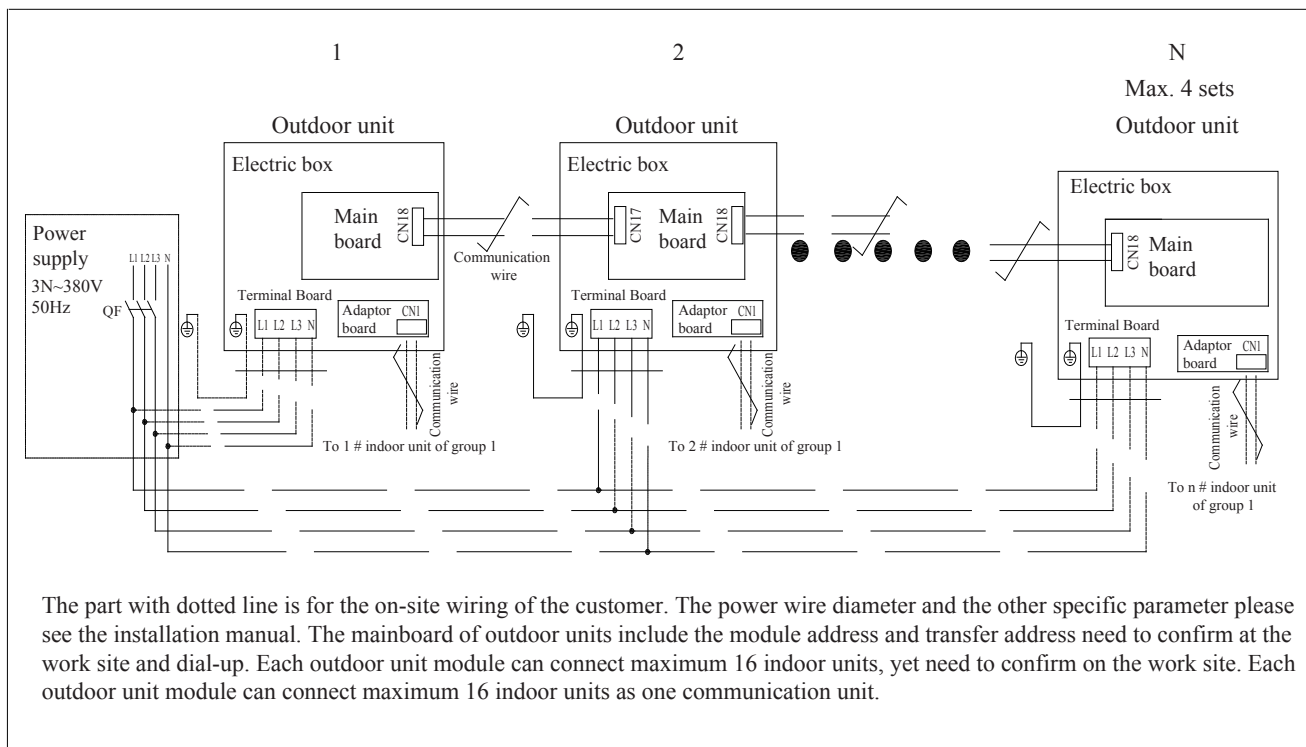 1
2
N
Max. 4 sets
Outdoor unit
Outdoor unit
Outdoor unit
Electric box
Electric box
Electric box
Main
board
CN18
CN17
Main
board
CN18
CN18
Main
board
Communication
wire
Power
supply
3N~380V
50Hz
L1 L2 L3 N
QF
Terminal Board
L1 L2 L3 N
Adaptor
board
CN1
Communication
wire
To 1 # indoor unit of group 1
Terminal Board
L1 L2 L3 N
Adaptor
board
CN1
Communication
wire
To 2 # indoor unit of group 1
Terminal Board
L1 L2 L3 N
Adaptor
board
CN1
Communication
wire
To n # indoor unit
of group 1
The part with dotted line is for the on-site wiring of the customer. The power wire diameter and the other specific parameter please
see the installation manual. The mainboard of outdoor units include the module address and transfer address need to confirm at the
work site and dial-up. Each outdoor unit module can connect maximum 16 indoor units, yet need to confirm on the work site. Each
outdoor unit module can connect maximum 16 indoor units as one communication unit.